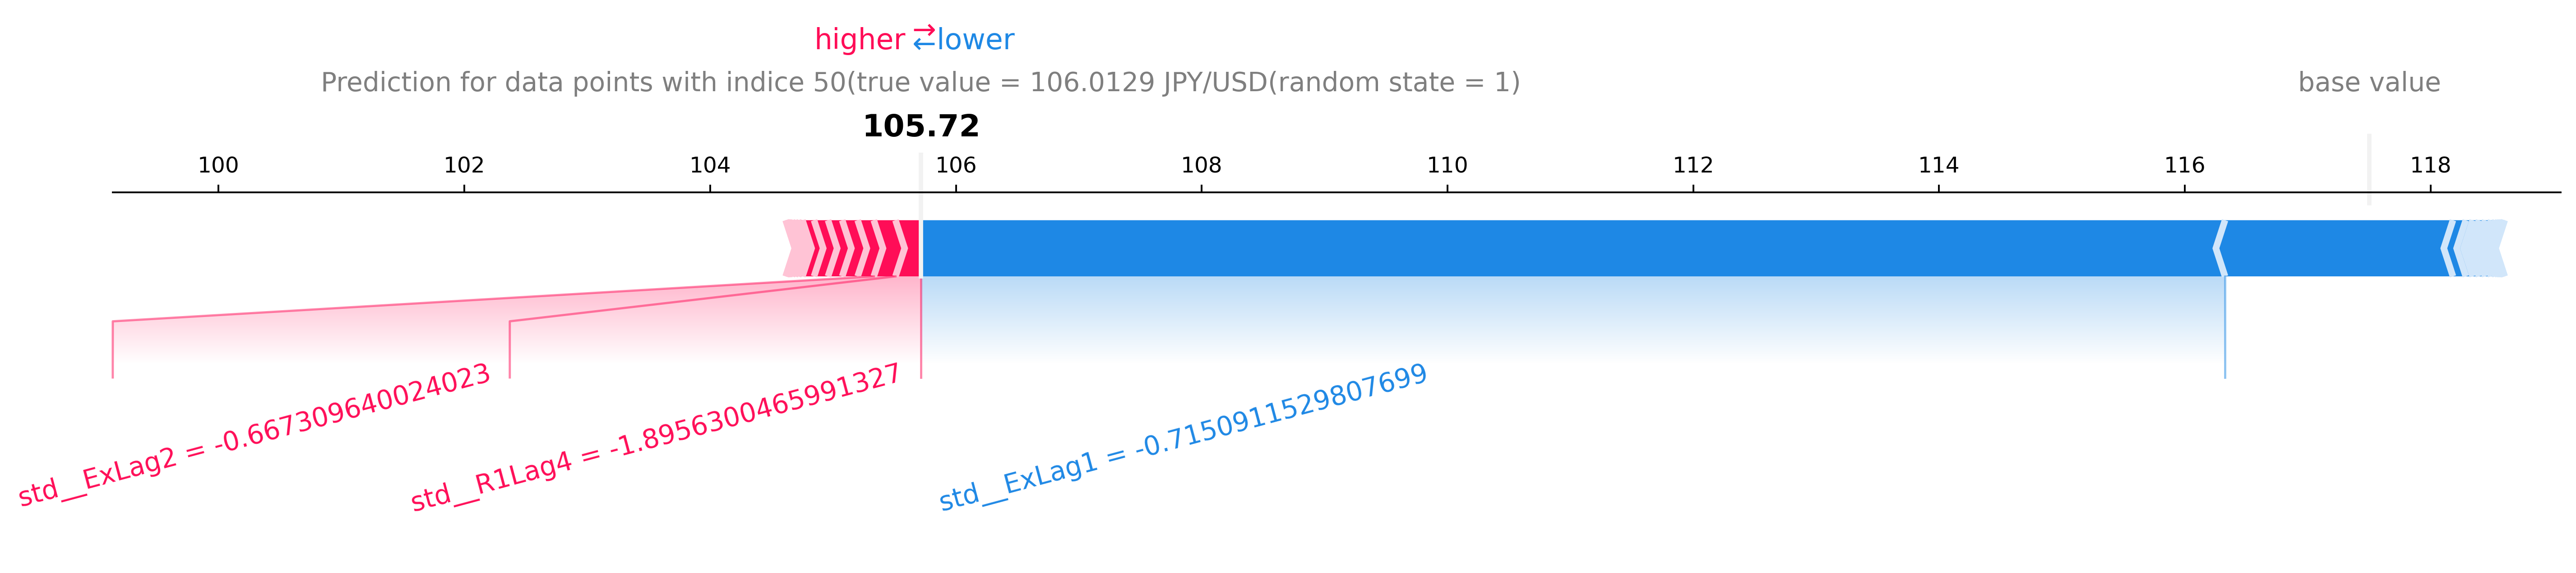 higher ⇄ lower
Prediction for data points with indice 50(true value = 106.0129 JPY/USD(random state = 1)
base value
105.72
100 102 104 106 108 110 112 114 116 118
std__ExLag2 = -0.667309640024023
std__R1Lag4 = -1.8956300465991327
std__ExLag1 = -0.7150911529807699